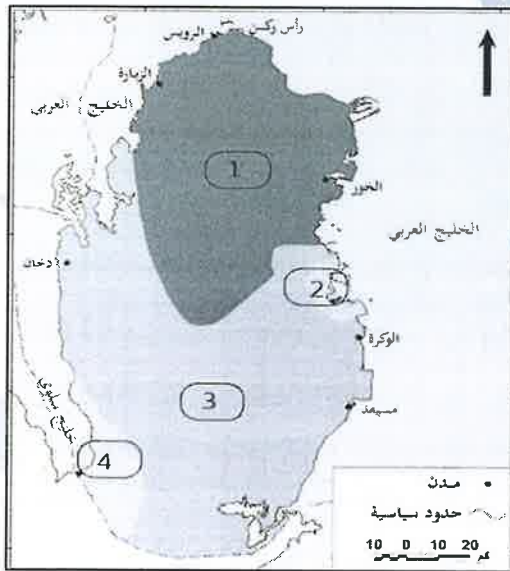 رأس ركن
الرويس
الزبارة
الخليج العربي
1
الخور
الخليج العربي
دخان
2
الوكرة
3
مسيعيد
خليج سلوى
4
مدن
حدود سياسية
10 0 10 20 كم